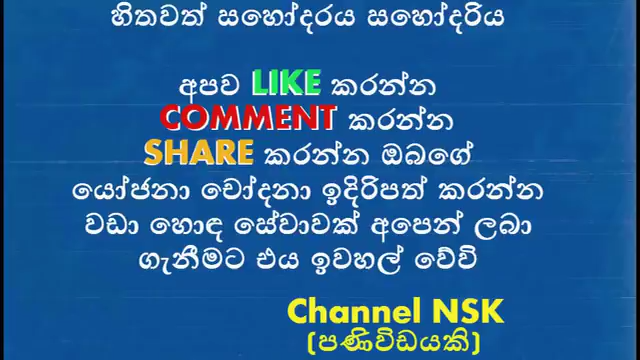 හිතවත් සහෝදරය සහෝදරිය
අපව LIKE කරන්න
COMMENT කරන්න
SHARE කරන්න ඔබගේ
යෝජනා චෝදනා ඉදිරිපත් කරන්න
වඩා හොඳ සේවාවක් අපෙන් ලබා
ගැනීමට එය ඉවහල් වේවි
Channel NSK
(පණිවිඩයකි)